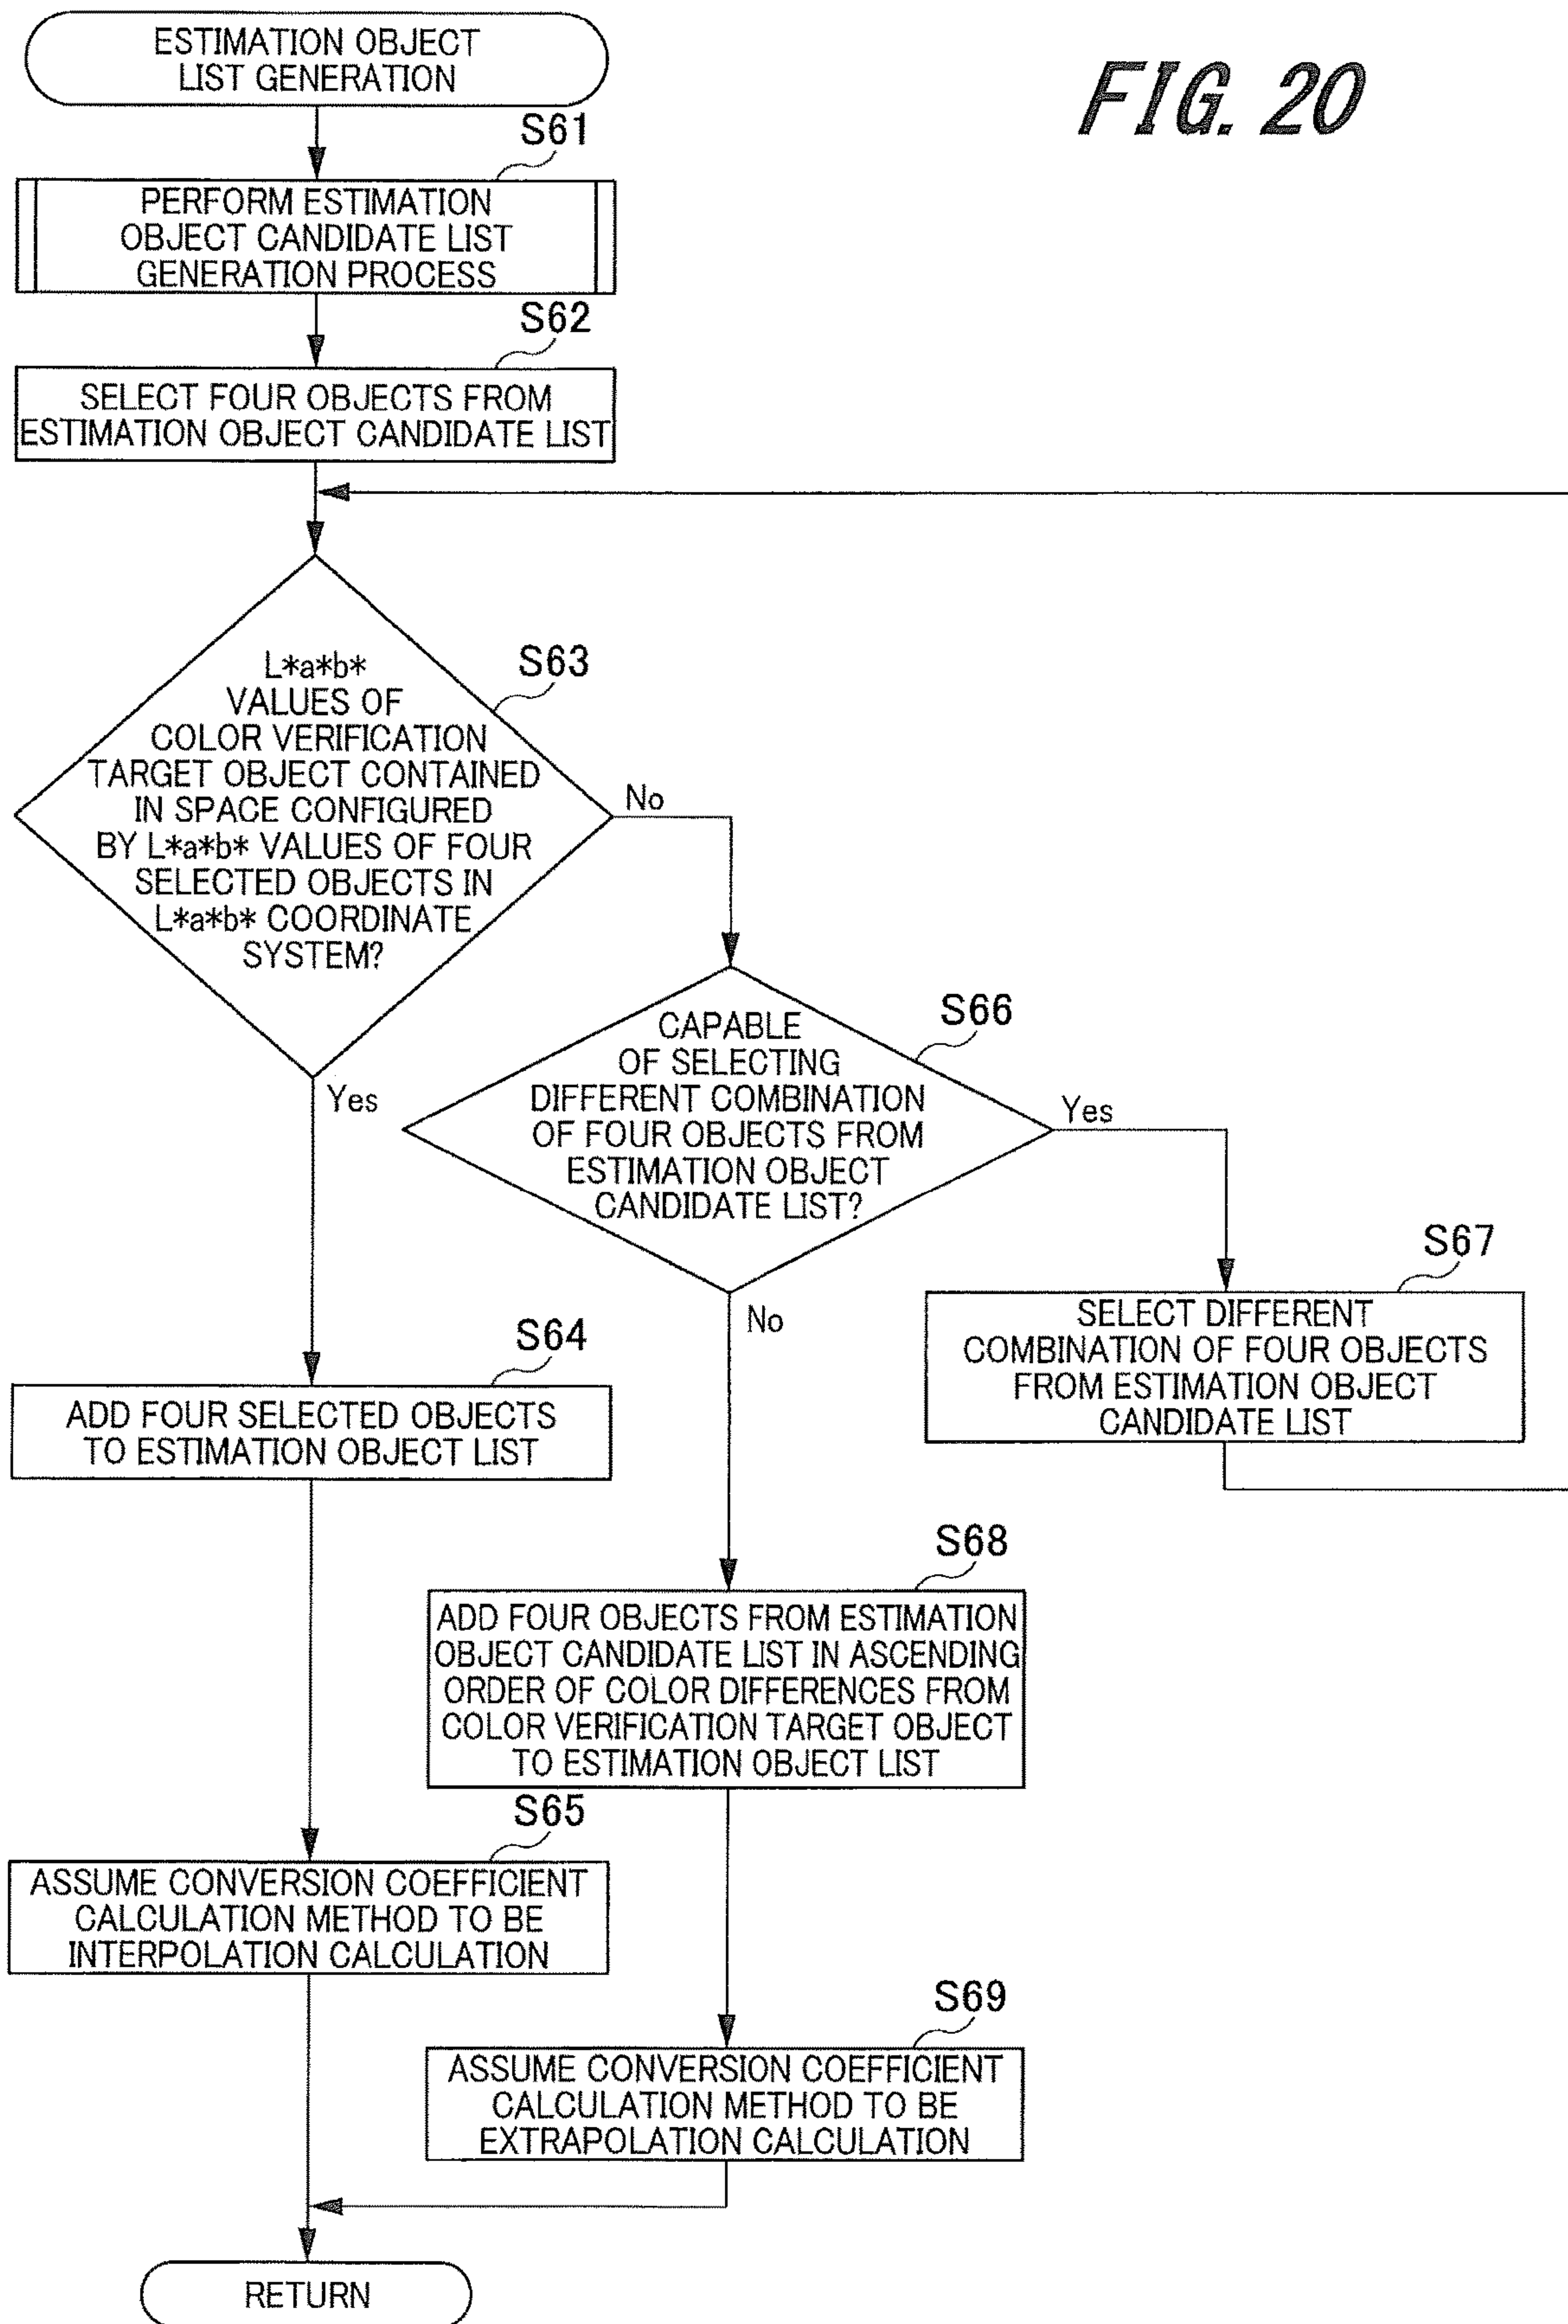 ESTIMATION OBJECT
LIST GENERATION
FIG. 20
S61
PERFORM ESTIMATION
OBJECT CANDIDATE LIST
GENERATION PROCESS
S62
SELECT FOUR OBJECTS FROM
ESTIMATION OBJECT CANDIDATE LIST
S63
L*a*b*
VALUES OF
COLOR VERIFICATION
TARGET OBJECT CONTAINED
IN SPACE CONFIGURED
BY L*a*b* VALUES OF FOUR
SELECTED OBJECTS IN
L*a*b* COORDINATE
SYSTEM?
No
Yes
S66
CAPABLE
OF SELECTING
DIFFERENT COMBINATION
OF FOUR OBJECTS FROM
ESTIMATION OBJECT
CANDIDATE LIST?
Yes
No
S67
SELECT DIFFERENT
COMBINATION OF FOUR OBJECTS
FROM ESTIMATION OBJECT
CANDIDATE LIST
S64
ADD FOUR SELECTED OBJECTS
TO ESTIMATION OBJECT LIST
S68
ADD FOUR OBJECTS FROM ESTIMATION
OBJECT CANDIDATE LIST IN ASCENDING
ORDER OF COLOR DIFFERENCES FROM
COLOR VERIFICATION TARGET OBJECT
TO ESTIMATION OBJECT LIST
S65
ASSUME CONVERSION COEFFICIENT
CALCULATION METHOD TO BE
INTERPOLATION CALCULATION
S69
ASSUME CONVERSION COEFFICIENT
CALCULATION METHOD TO BE
EXTRAPOLATION CALCULATION
RETURN